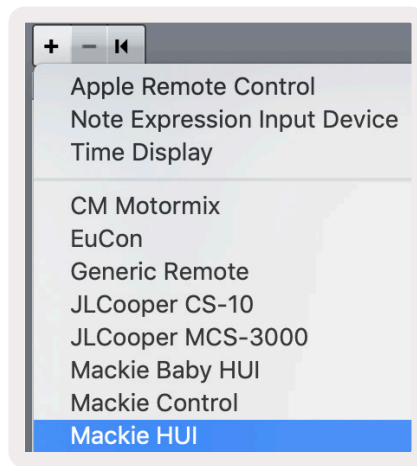 Apple Remote Control
Note Expression Input Device
Time Display
CM Motormix
EuCon
Generic Remote
JLCooper CS-10
JLCooper MCS-3000
Mackie Baby HUI
Mackie Control
Mackie HUI